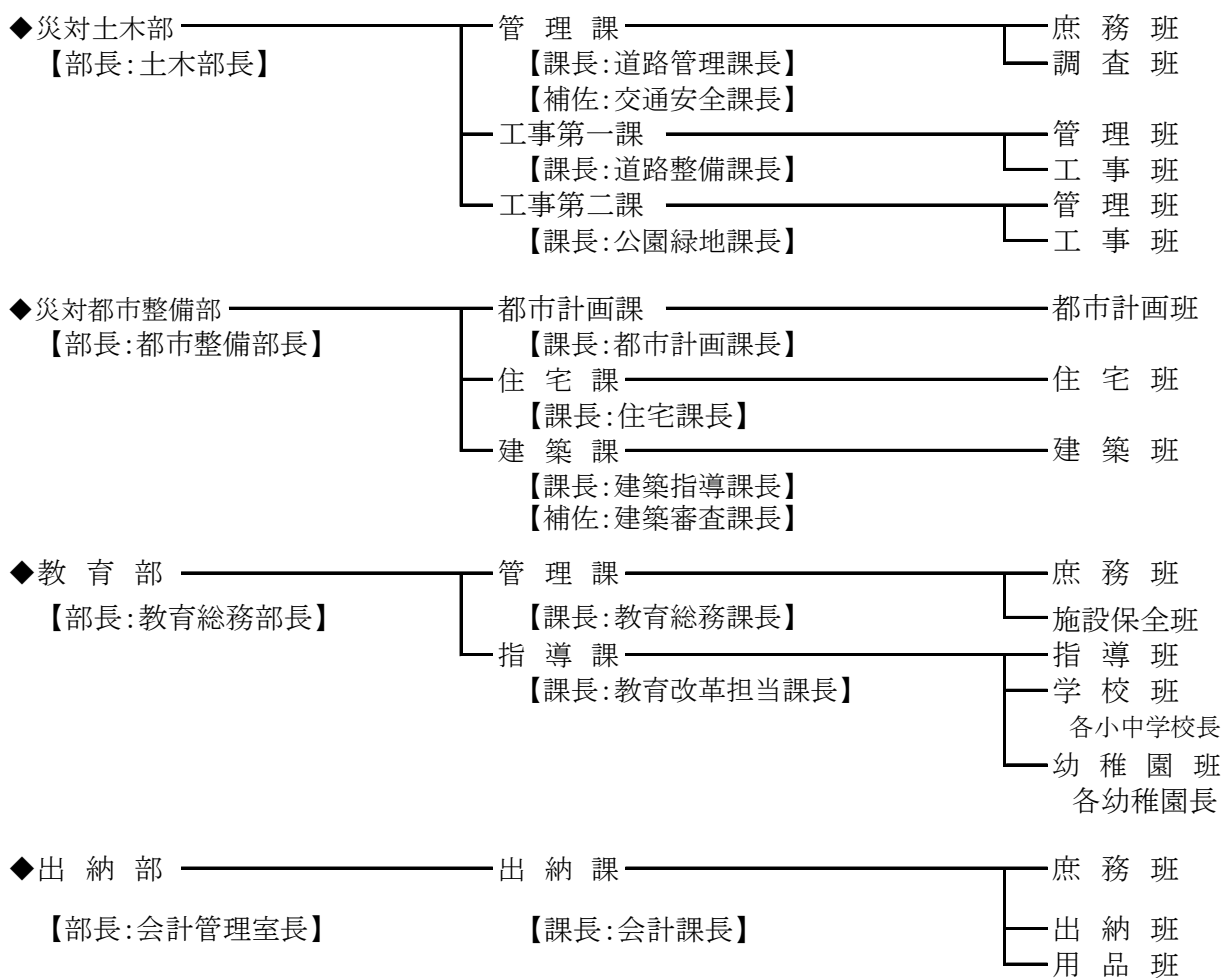 ◆災対土木部 管理課 庶務班
【部長:土木部長】 【課長:道路管理課長】 調査班
【補佐:交通安全課長】
工事第一課 管理班
【課長:道路整備課長】 工事班
工事第二課 管理班
【課長:公園緑地課長】 工事班
◆災対都市整備部 都市計画課 都市計画班
【部長:都市整備部長】 【課長:都市計画課長】
住宅課 住宅班
【課長:住宅課長】
建築課 建築班
【課長:建築指導課長】
【補佐:建築審査課長】
◆教育部 管理課 庶務班
【部長:教育総務部長】 【課長:教育総務課長】 施設保全班
指導課 指導班
【課長:教育改革担当課長】 学校班
各小中学校長
幼稚園班
各幼稚園長
◆出納部 出納課 庶務班
【部長:会計管理室長】 【課長:会計課長】 出納班
用品班